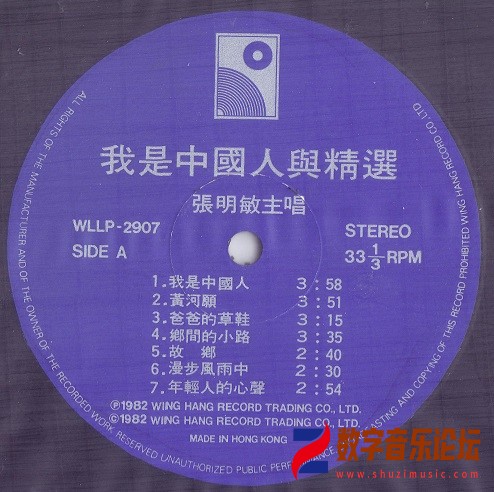 我是中國人與精選
張明敏主唱
WLLP-2907
SIDE A
STEREO
33 1/3 RPM
1.我是中國人 3:58
2.黃河願 3:51
3.爸爸的草鞋 3:15
4.鄉間的小路 3:35
5.故 鄉 2:40
6.漫步風雨中 2:30
7.年輕人的心聲 2:54
Ⓟ1982 WING HANG RECORD TRADING CO., LTD.
©1982 WING HANG RECORD TRADING CO., LTD.
MADE IN HONG KONG
ALL RIGHTS OF THE MANUFACTURER AND OF THE OWNER OF THE RECORDED WORK RESERVED UNAUTHORIZED PUBLIC PERFORMANCE CASTING AND COPYING OF THIS RECORD PROHIBITED WING HANG RECORD CO. LTD
数字音乐论坛
www.shuzimusic.com